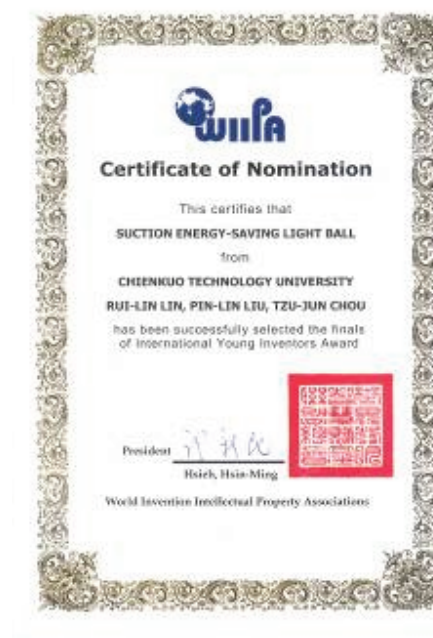 WIIPA
Certificate of Nomination
This certifies that
SUCTION ENERGY-SAVING LIGHT BALL
from
CHIENKUO TECHNOLOGY UNIVERSITY
RUI-LIN LIN, PIN-LIN LIU, TZU-JUN CHOU
has been successfully selected the finals
of International Young Inventors Award
President
Hsieh, Hsin-Ming
World Invention Intellectual Property Associations